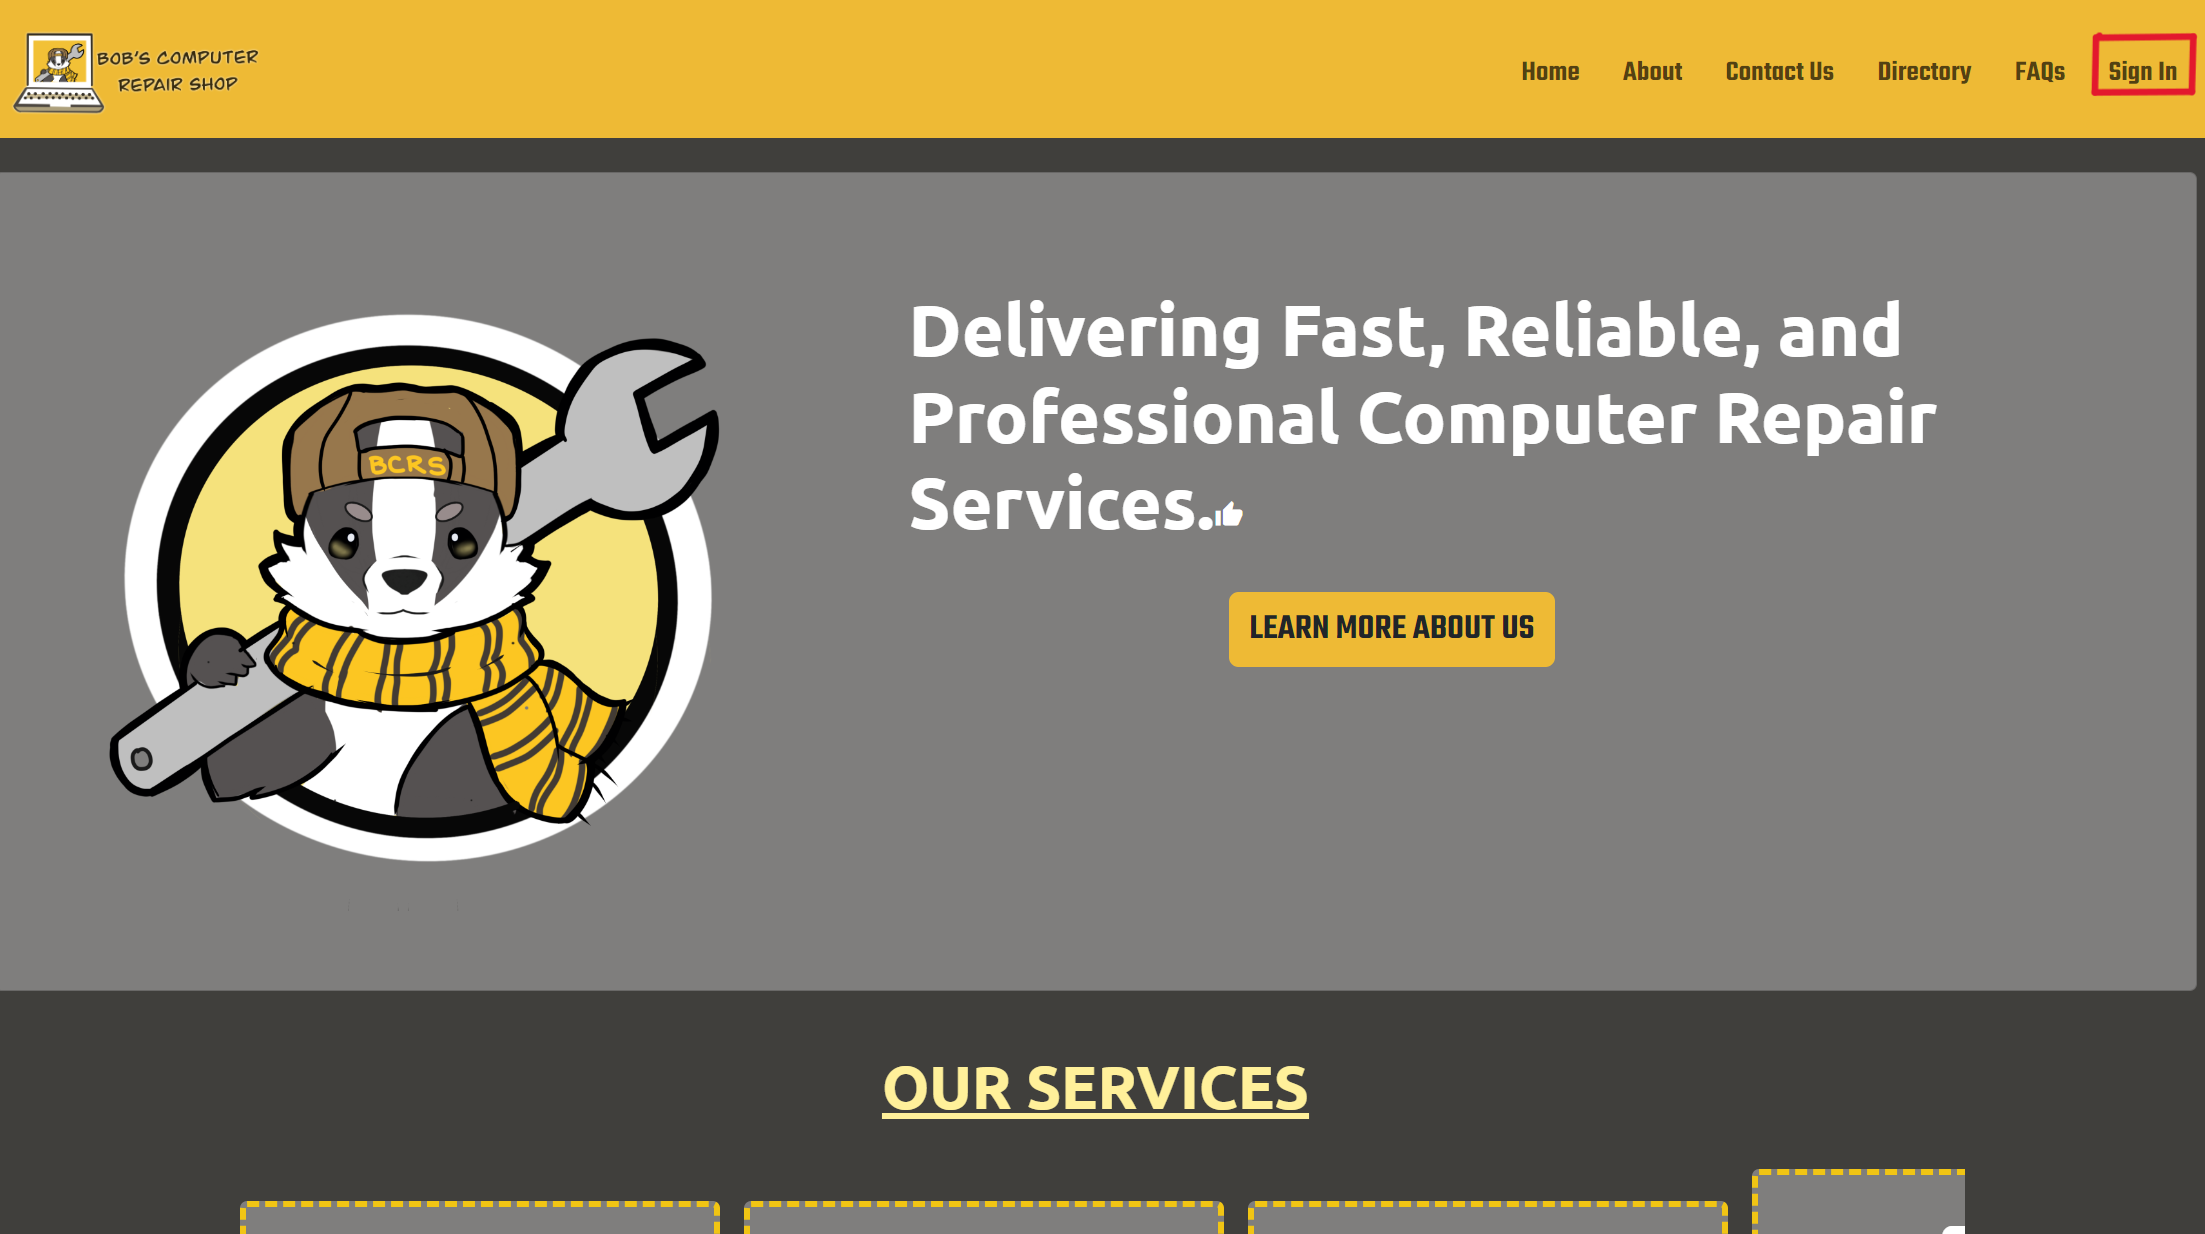 BOB'S COMPUTER
REPAIR SHOP
Home About Contact Us Directory FAQs Sign In
Delivering Fast, Reliable, and
Professional Computer Repair
Services.
BCRS
LEARN MORE ABOUT US
OUR SERVICES